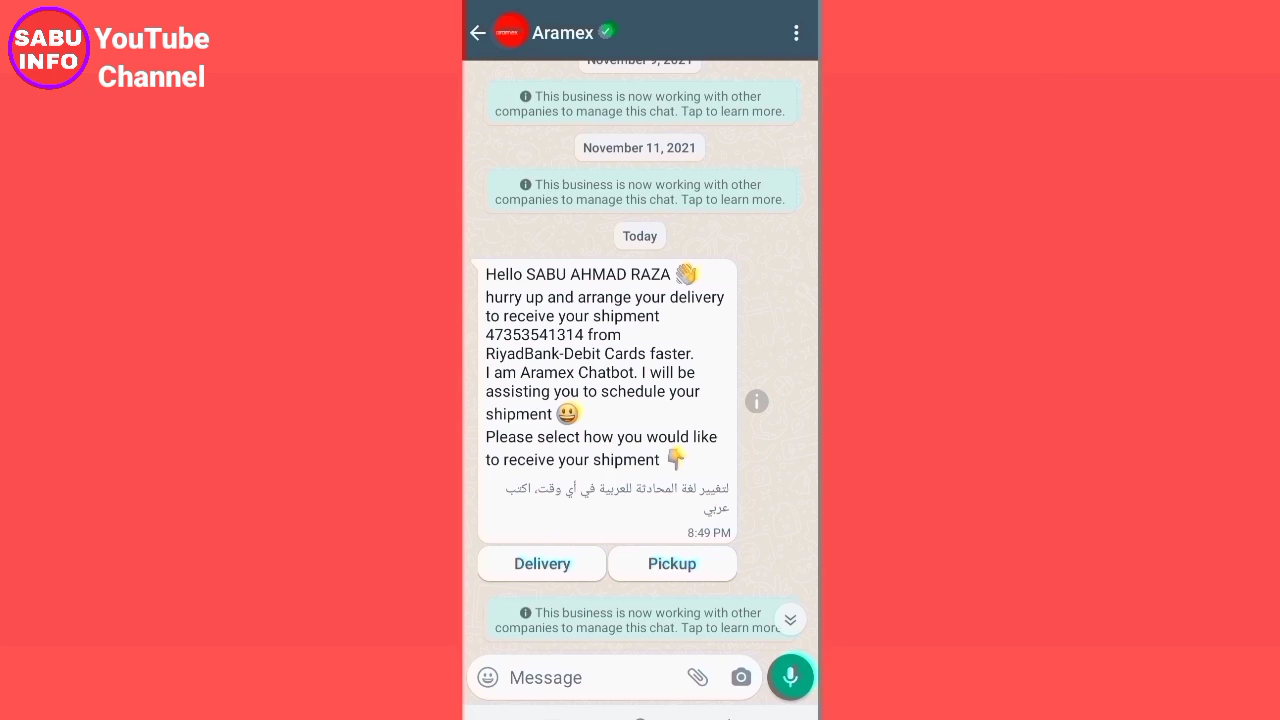 SABU
INFO
YouTube
Channel
aramex
Aramex
November 9, 2021
This business is now working with other
companies to manage this chat. Tap to learn more.
November 11, 2021
This business is now working with other
companies to manage this chat. Tap to learn more.
Today
Hello SABU AHMAD RAZA 👋
hurry up and arrange your delivery
to receive your shipment
47353541314 from
RiyadBank-Debit Cards faster.
I am Aramex Chatbot. I will be
assisting you to schedule your
shipment 😃
Please select how you would like
to receive your shipment 👇
لتغيير لغة المحادثة للعربية في أي وقت، اكتب
عربي
8:49 PM
Delivery
Pickup
This business is now working with other
companies to manage this chat. Tap to learn more
Message